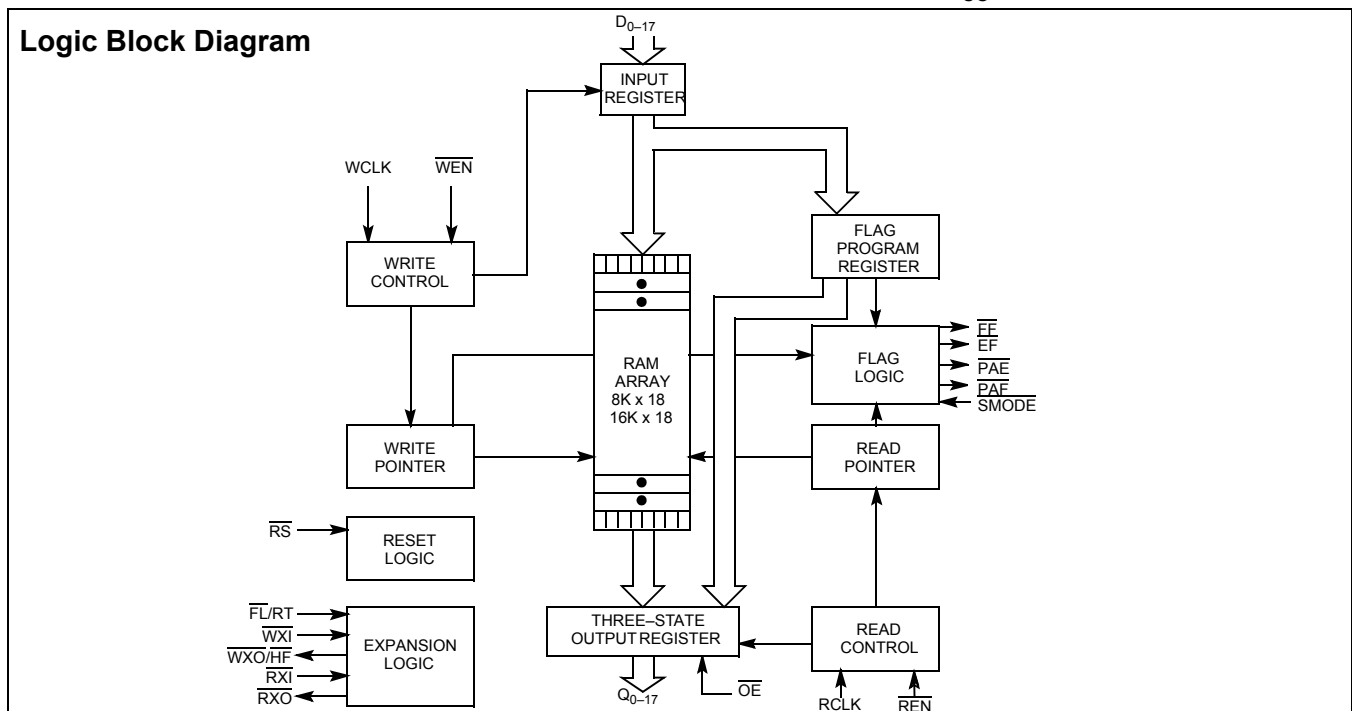 Logic Block Diagram
D0–17
INPUT
REGISTER
WCLK
WEN
WRITE
CONTROL
FLAG
PROGRAM
REGISTER
RAM
ARRAY
8K x 18
16K x 18
FLAG
LOGIC
FF
EF
PAE
PAF
SMODE
WRITE
POINTER
READ
POINTER
RS
RESET
LOGIC
FL/RT
WXI
WXO/HF
RXI
RXO
EXPANSION
LOGIC
THREE–STATE
OUTPUT REGISTER
READ
CONTROL
Q0–17
OE
RCLK
REN